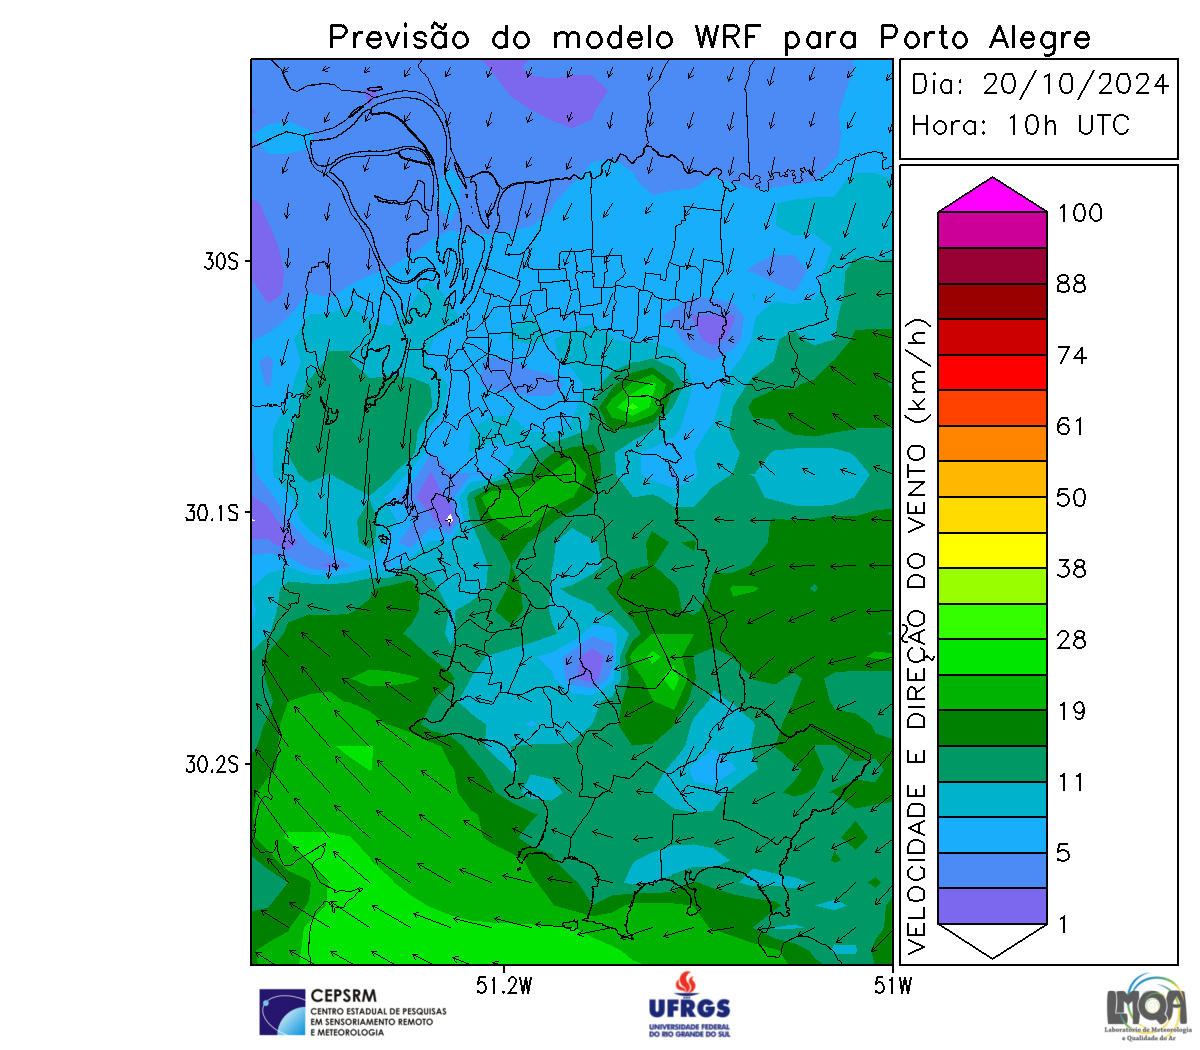 Previsão do modelo WRF para Porto Alegre
Dia: 20/10/2024
Hora: 10h UTC
30S
30.1S
30.2S
51.2W
51W
VELOCIDADE E DIREÇÃO DO VENTO (km/h)
100
88
74
61
50
38
28
19
11
5
1
CEPSRM
CENTRO ESTADUAL DE PESQUISAS
EM SENSORIAMENTO REMOTO
E METEOROLOGIA
UFRGS
UNIVERSIDADE FEDERAL
DO RIO GRANDE DO SUL
LMQA
Laboratório de Meteorologia
e Qualidade do Ar